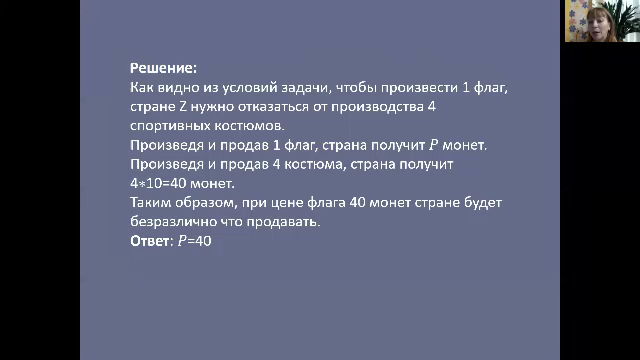 Решение:
Как видно из условий задачи, чтобы произвести 1 флаг,
стране Z нужно отказаться от производства 4
спортивных костюмов.
Произведя и продав 1 флаг, страна получит P монет.
Произведя и продав 4 костюма, страна получит
4*10=40 монет.
Таким образом, при цене флага 40 монет стране будет
безразлично что продавать.
Ответ: P=40